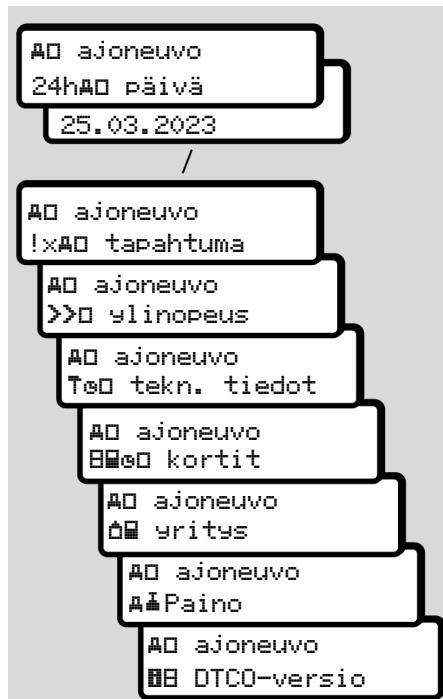 ajoneuvo
24h päivä
25.03.2023
/
ajoneuvo
!x tapahtuma
ajoneuvo
>> ylinopeus
ajoneuvo
tekn. tiedot
ajoneuvo
kortit
ajoneuvo
yritys
ajoneuvo
Paino
ajoneuvo
DTCO-versio